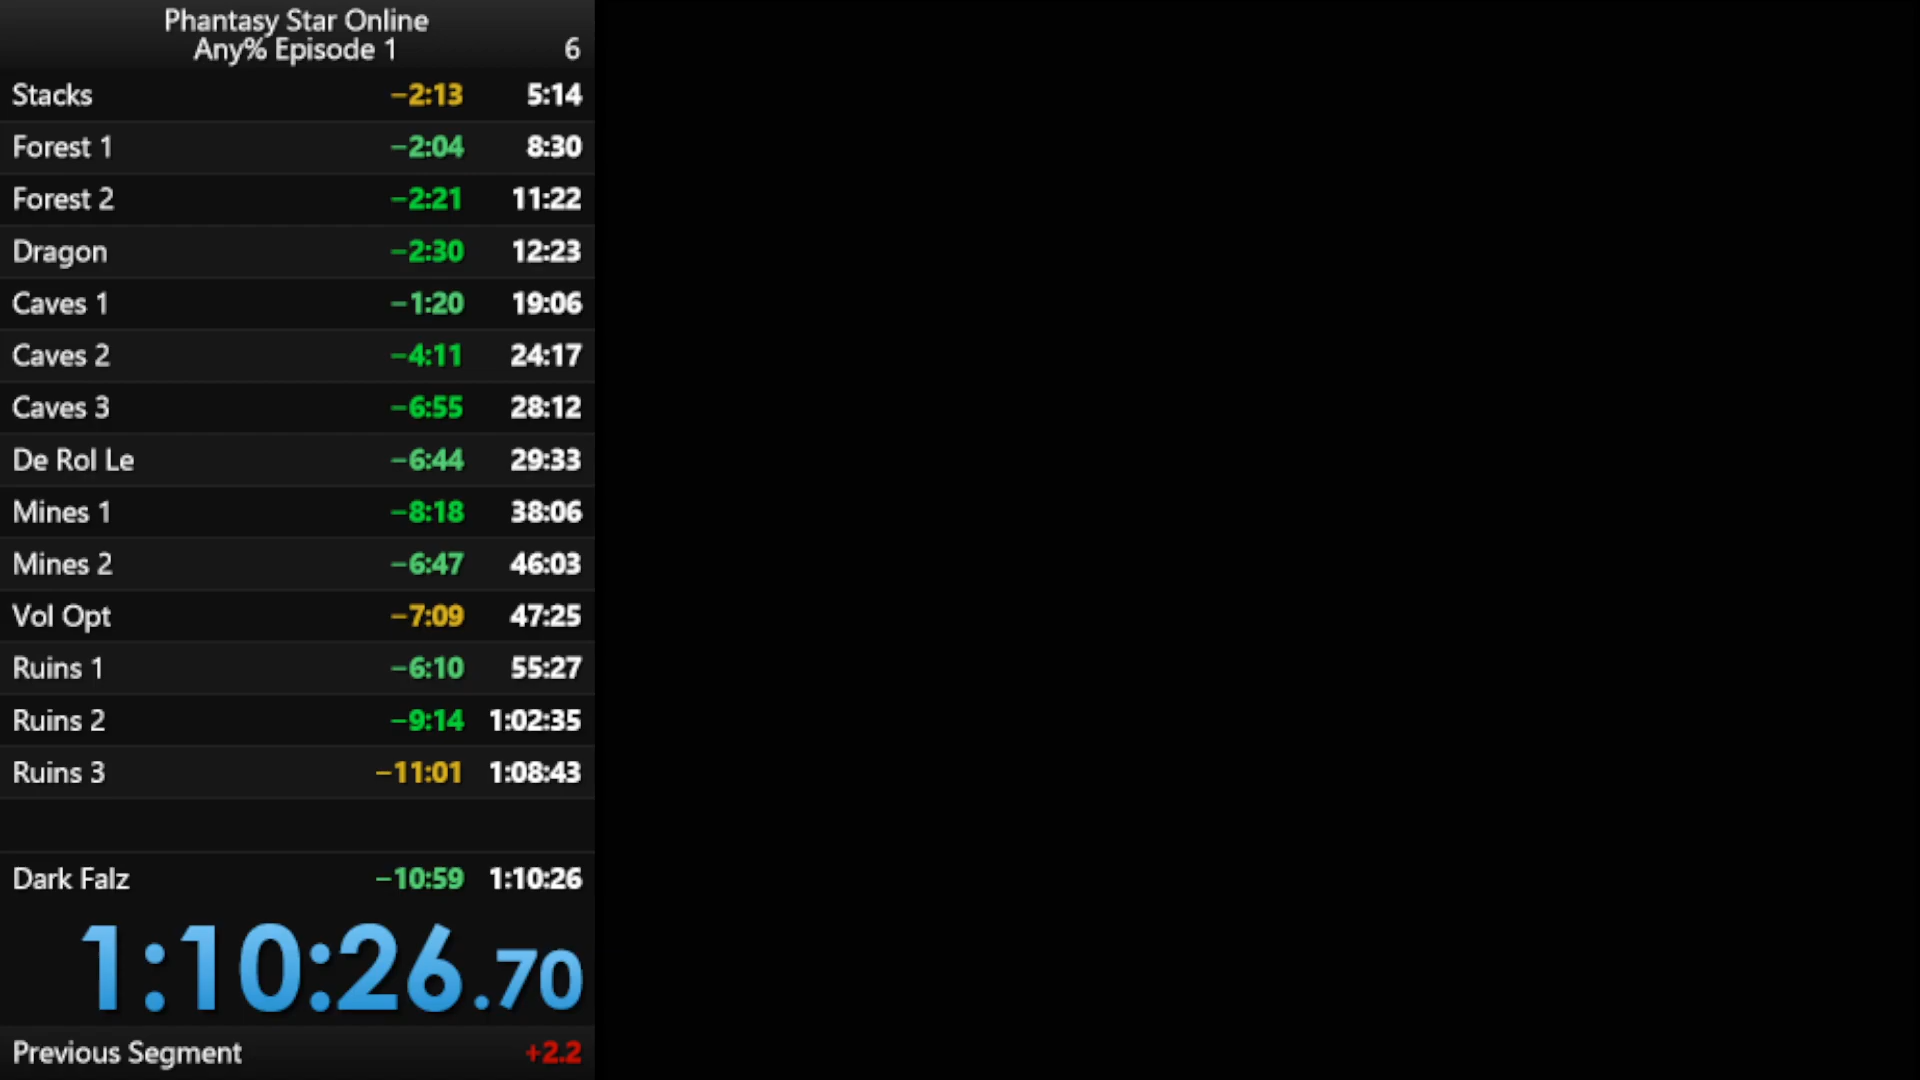 Phantasy Star Online
Any% Episode 1 6
Stacks −2:13 5:14
Forest 1 −2:04 8:30
Forest 2 −2:21 11:22
Dragon −2:30 12:23
Caves 1 −1:20 19:06
Caves 2 −4:11 24:17
Caves 3 −6:55 28:12
De Rol Le −6:44 29:33
Mines 1 −8:18 38:06
Mines 2 −6:47 46:03
Vol Opt −7:09 47:25
Ruins 1 −6:10 55:27
Ruins 2 −9:14 1:02:35
Ruins 3 −11:01 1:08:43
Dark Falz −10:59 1:10:26
1:10:26.70
Previous Segment +2.2